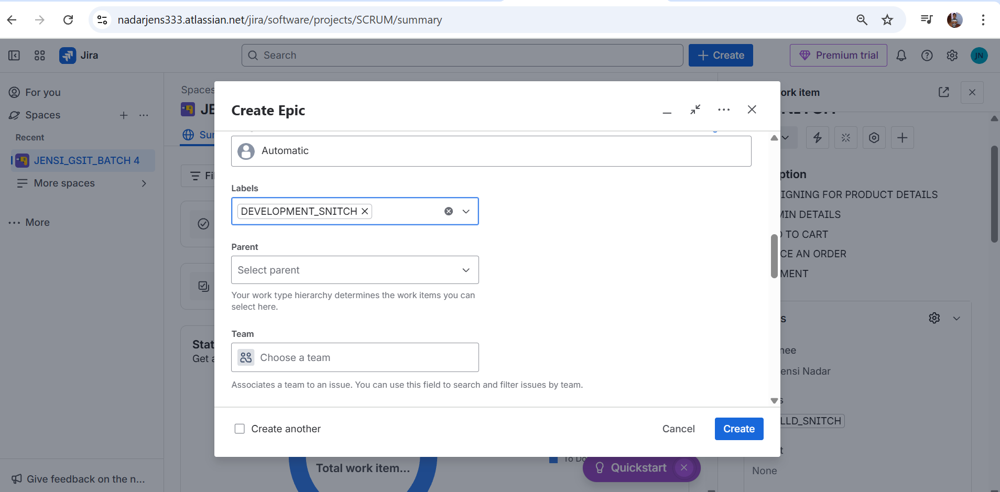 nadarjens333.atlassian.net/jira/software/projects/SCRUM/summary
Jira
Search
Create
Premium trial
JN
For you
Spaces
Recent
JENSI_GSIT_BATCH 4
More spaces
More
Give feedback on the n...
Spaces
JE
Create Epic
Automatic
Labels
DEVELOPMENT_SNITCH
Parent
Select parent
Your work type hierarchy determines the work items you can
select here.
Team
Choose a team
Associates a team to an issue. You can use this field to search and filter issues by team.
Create another
Cancel
Create
Stat
Get a
Total work item...
To Do
Quickstart
ork item
ption
IGNING FOR PRODUCT DETAILS
MIN DETAILS
TO CART
CE AN ORDER
MENT
s
nee
ensi Nadar
s
LLD_SNITCH
t
None